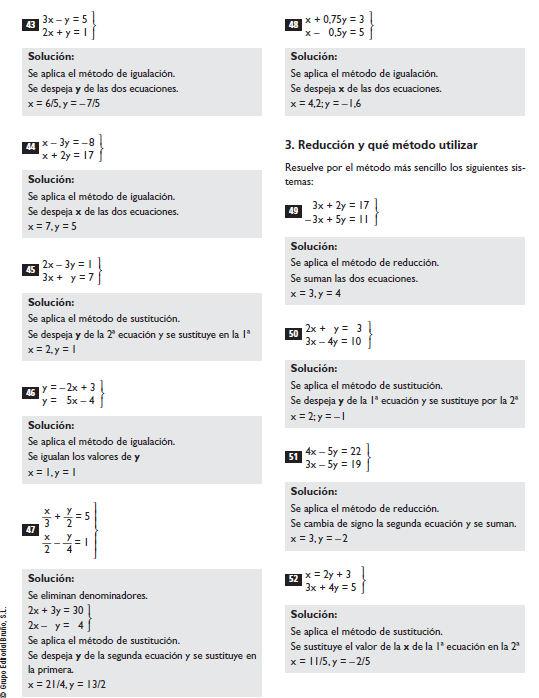 43 3x – y = 5
2x + y = 1
Solución:
Se aplica el método de igualación.
Se despeja y de las dos ecuaciones.
x = 6/5, y = –7/5
44 x – 3y = –8
x + 2y = 17
Solución:
Se aplica el método de igualación.
Se despeja x de las dos ecuaciones.
x = 7, y = 5
45 2x – 3y = 1
3x + y = 7
Solución:
Se aplica el método de sustitución.
Se despeja y de la 2ª ecuación y se sustituye en la 1ª
x = 2, y = 1
46 y = –2x + 3
y = 5x – 4
Solución:
Se aplica el método de igualación.
Se igualan los valores de y
x = 1, y = 1
47 x/3 + y/2 = 5
x/2 – y/4 = 1
Solución:
Se eliminan denominadores.
2x + 3y = 30
2x – y = 4
Se aplica el método de sustitución.
Se despeja y de la segunda ecuación y se sustituye en
la primera.
x = 21/4, y = 13/2
© Grupo Editorial Bruño, S.L.
48 x + 0,75y = 3
x – 0,5y = 5
Solución:
Se aplica el método de igualación.
Se despeja x de las dos ecuaciones.
x = 4,2; y = –1,6
3. Reducción y qué método utilizar
Resuelve por el método más sencillo los siguientes sis-
temas:
49 3x + 2y = 17
–3x + 5y = 11
Solución:
Se aplica el método de reducción.
Se suman las dos ecuaciones.
x = 3, y = 4
50 2x + y = 3
3x – 4y = 10
Solución:
Se aplica el método de sustitución.
Se despeja y de la 1ª ecuación y se sustituye por la 2ª
x = 2; y = –1
51 4x – 5y = 22
3x – 5y = 19
Solución:
Se aplica el método de reducción.
Se cambia de signo la segunda ecuación y se suman.
x = 3, y = –2
52 x = 2y + 3
3x + 4y = 5
Solución:
Se aplica el método de sustitución.
Se sustituye el valor de la x de la 1ª ecuación en la 2ª
x = 11/5, y = –2/5